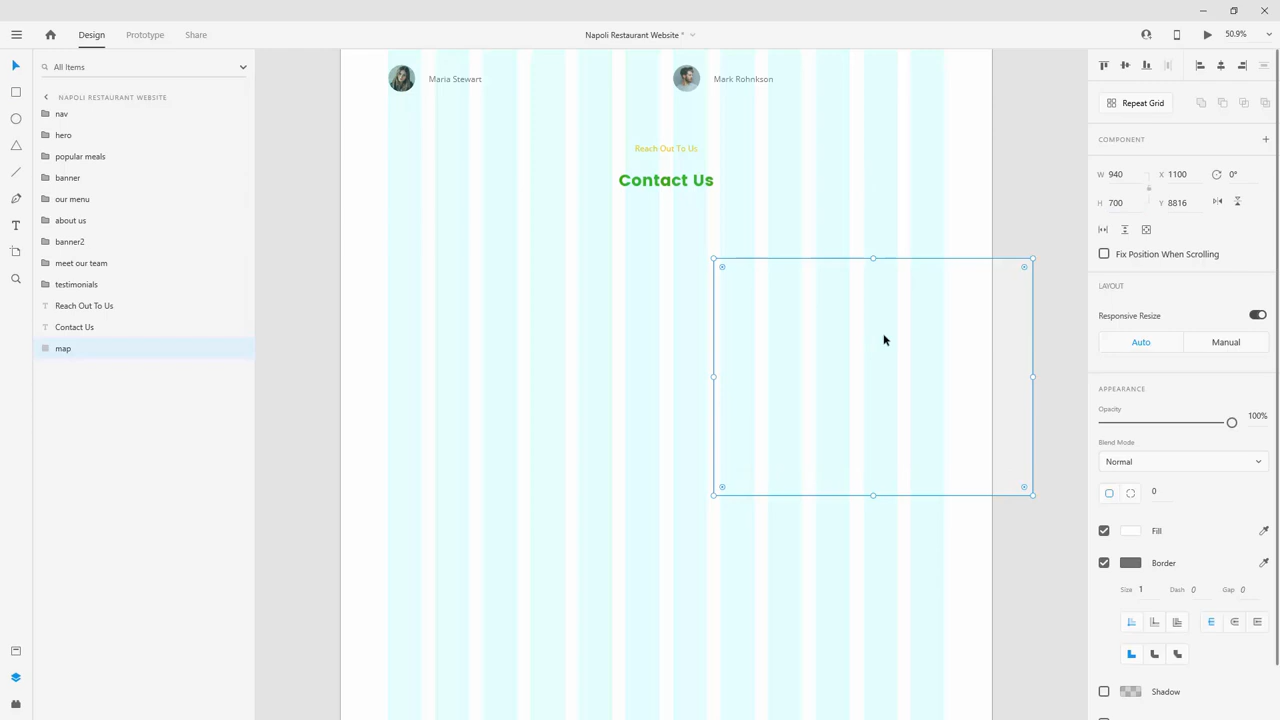 Design
Prototype
Share
Napoli Restaurant Website *
50.9%
All Items
NAPOLI RESTAURANT WEBSITE
nav
hero
popular meals
banner
our menu
about us
banner2
meet our team
testimonials
Reach Out To Us
Contact Us
map
Maria Stewart
Mark Rohnkson
Reach Out To Us
Contact Us
Repeat Grid
COMPONENT
W 940
X 1100
0°
H 700
Y 8816
Fix Position When Scrolling
LAYOUT
Responsive Resize
Auto
Manual
APPEARANCE
Opacity
100%
Blend Mode
Normal
0
Fill
Border
Size 1
Dash 0
Gap 0
Shadow